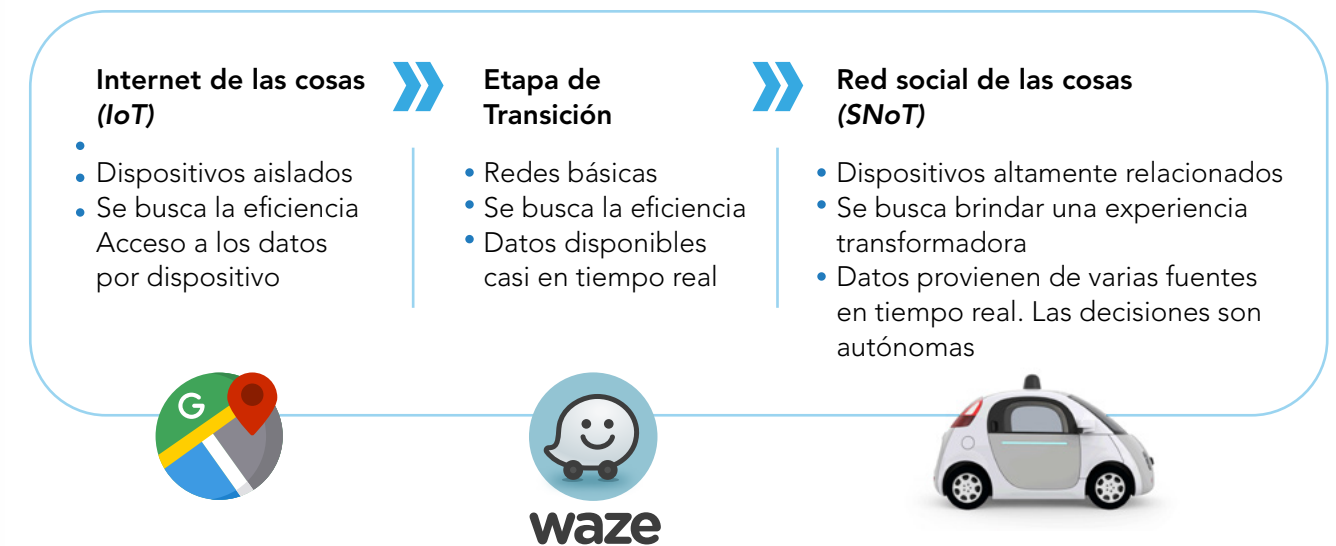 Internet de las cosas
(IoT)
•
• Dispositivos aislados
• Se busca la eficiencia
Acceso a los datos
por dispositivo
Etapa de
Transición
• Redes básicas
• Se busca la eficiencia
• Datos disponibles
casi en tiempo real
Red social de las cosas
(SNoT)
• Dispositivos altamente relacionados
• Se busca brindar una experiencia
transformadora
• Datos provienen de varias fuentes
en tiempo real. Las decisiones son
autónomas
G
waze